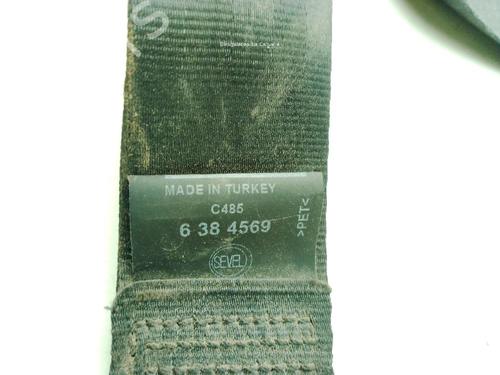 MADE IN TURKEY
C485
6 38 4569
>PET<
SEVEL